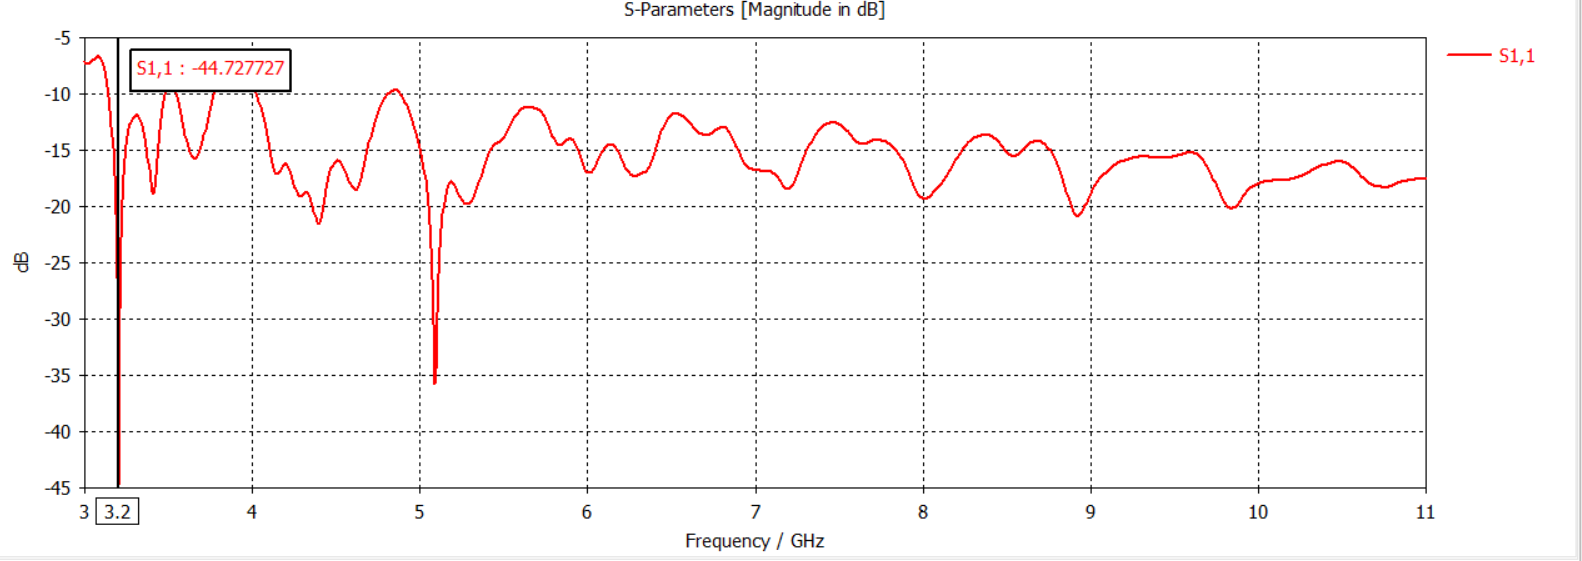 S-Parameters [Magnitude in dB]
S1,1 : -44.727727
S1,1
-5
-10
-15
-20
-25
-30
-35
-40
-45
dB
3 3.2 4 5 6 7 8 9 10 11
Frequency / GHz